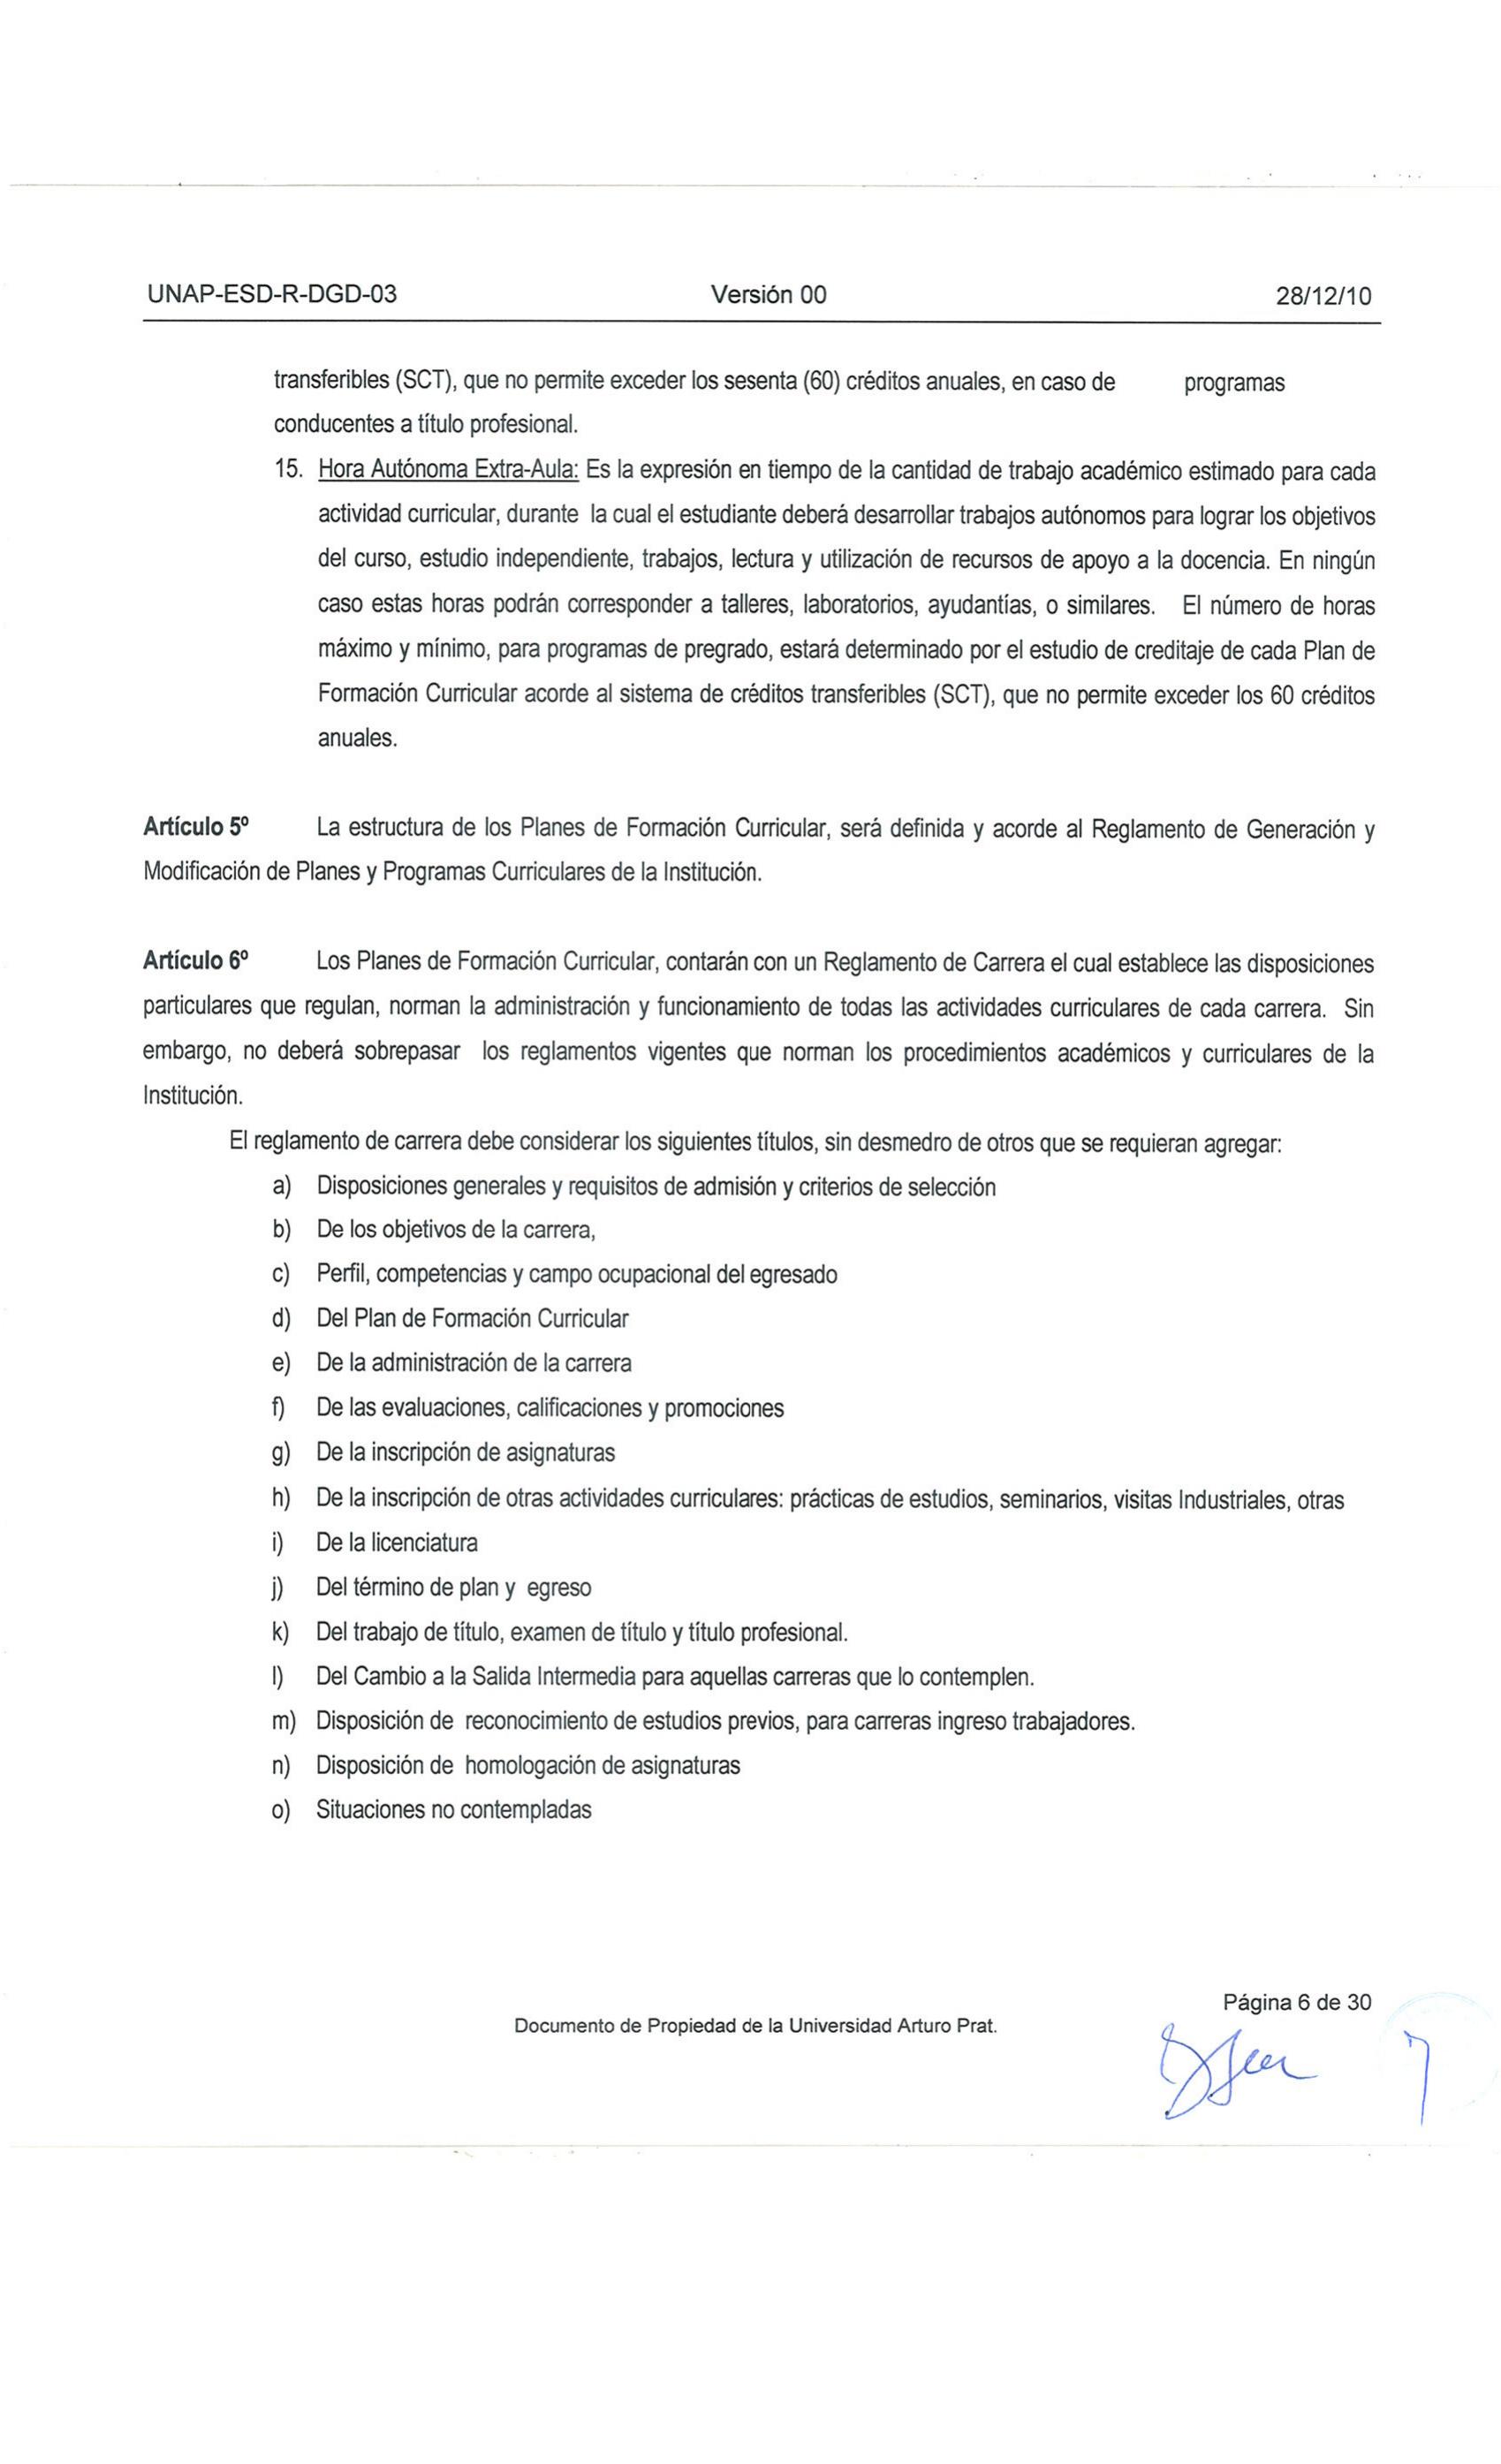 UNAP-ESD-R-DGD-03 Versión 00 28/12/10
transferibles (SCT), que no permite exceder los sesenta (60) créditos anuales, en caso de programas
conducentes a título profesional.
15. Hora Autónoma Extra-Aula: Es la expresión en tiempo de la cantidad de trabajo académico estimado para cada
actividad curricular, durante la cual el estudiante deberá desarrollar trabajos autónomos para lograr los objetivos
del curso, estudio independiente, trabajos, lectura y utilización de recursos de apoyo a la docencia. En ningún
caso estas horas podrán corresponder a talleres, laboratorios, ayudantías, o similares. El número de horas
máximo y mínimo, para programas de pregrado, estará determinado por el estudio de creditaje de cada Plan de
Formación Curricular acorde al sistema de créditos transferibles (SCT), que no permite exceder los 60 créditos
anuales.
Artículo 5º La estructura de los Planes de Formación Curricular, será definida y acorde al Reglamento de Generación y
Modificación de Planes y Programas Curriculares de la Institución.
Artículo 6º Los Planes de Formación Curricular, contarán con un Reglamento de Carrera el cual establece las disposiciones
particulares que regulan, norman la administración y funcionamiento de todas las actividades curriculares de cada carrera. Sin
embargo, no deberá sobrepasar los reglamentos vigentes que norman los procedimientos académicos y curriculares de la
Institución.
El reglamento de carrera debe considerar los siguientes títulos, sin desmedro de otros que se requieran agregar:
a) Disposiciones generales y requisitos de admisión y criterios de selección
b) De los objetivos de la carrera,
c) Perfil, competencias y campo ocupacional del egresado
d) Del Plan de Formación Curricular
e) De la administración de la carrera
f) De las evaluaciones, calificaciones y promociones
g) De la inscripción de asignaturas
h) De la inscripción de otras actividades curriculares: prácticas de estudios, seminarios, visitas Industriales, otras
i) De la licenciatura
j) Del término de plan y egreso
k) Del trabajo de título, examen de título y título profesional.
l) Del Cambio a la Salida Intermedia para aquellas carreras que lo contemplen.
m) Disposición de reconocimiento de estudios previos, para carreras ingreso trabajadores.
n) Disposición de homologación de asignaturas
o) Situaciones no contempladas
Página 6 de 30
Documento de Propiedad de la Universidad Arturo Prat.